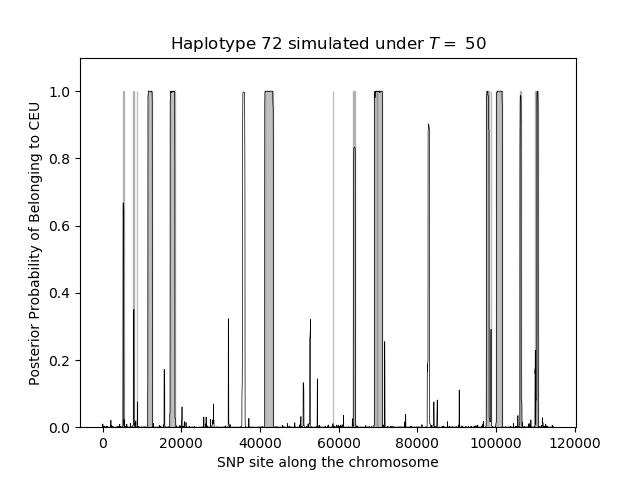 Haplotype 72 simulated under T = 50
Posterior Probability of Belonging to CEU
1.0
0.8
0.6
0.4
0.2
0.0
0 20000 40000 60000 80000 100000 120000
SNP site along the chromosome